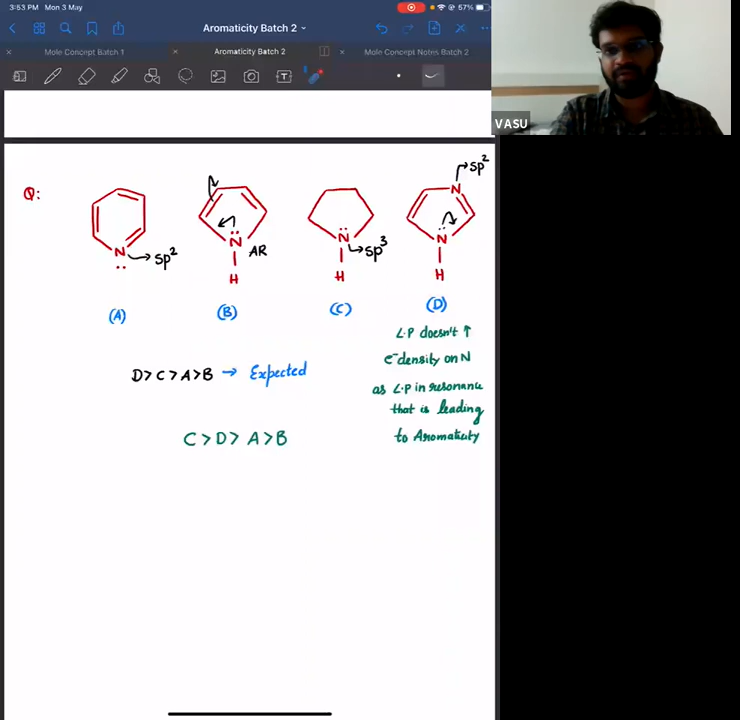 3:53 PM Mon 3 May
57%
Aromaticity Batch 2
Mole Concept Batch 1
Aromaticity Batch 2
Mole Concept Notes Batch 2
VASU
Q:
N
→ sp²
N
H
AR
N
→ sp³
H
N
→ sp²
N
H
(A)
(B)
(C)
(D)
L.P doesn't ↑
e⁻ density on N
as L.P in resonance
that is leading
to Aromaticity
D > C > A > B → Expected
C > D > A > B